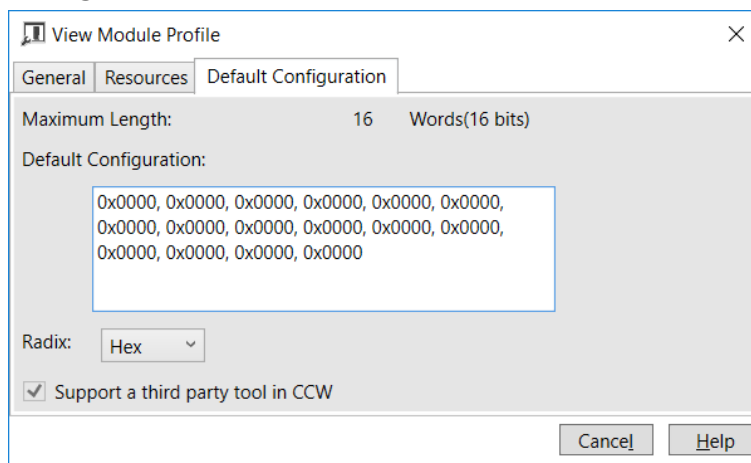 View Module Profile
General Resources Default Configuration
Maximum Length: 16 Words(16 bits)
Default Configuration:
0x0000, 0x0000, 0x0000, 0x0000, 0x0000, 0x0000,
0x0000, 0x0000, 0x0000, 0x0000, 0x0000, 0x0000,
0x0000, 0x0000, 0x0000, 0x0000
Radix: Hex
Support a third party tool in CCW
Cancel Help